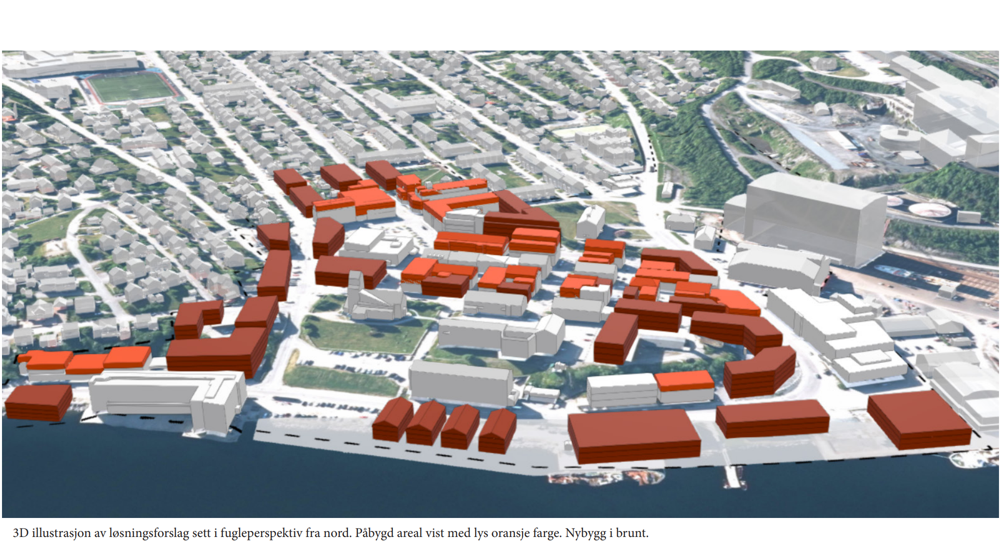 3D illustrasjon av løsningsforslag sett i fugleperspektiv fra nord. Påbygd areal vist med lys oransje farge. Nybygg i brunt.